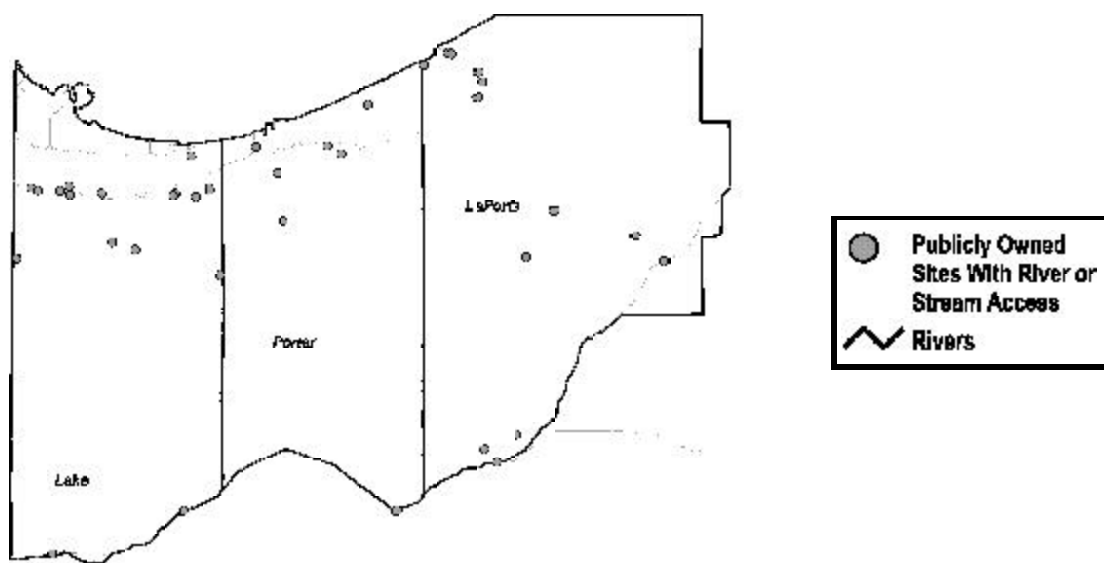 LaPorte
Porter
Lake
Publicly Owned
Sites With River or
Stream Access
Rivers